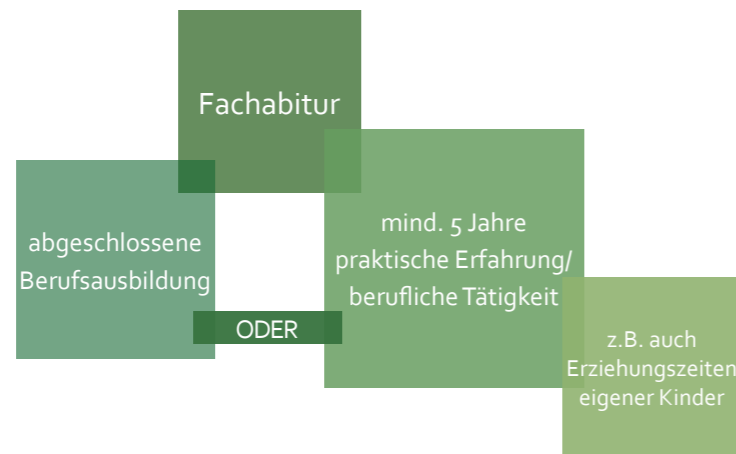 Fachabitur
abgeschlossene
Berufsausbildung
ODER
mind. 5 Jahre
praktische Erfahrung/
berufliche Tätigkeit
z.B. auch
Erziehungszeiten
eigener Kinder